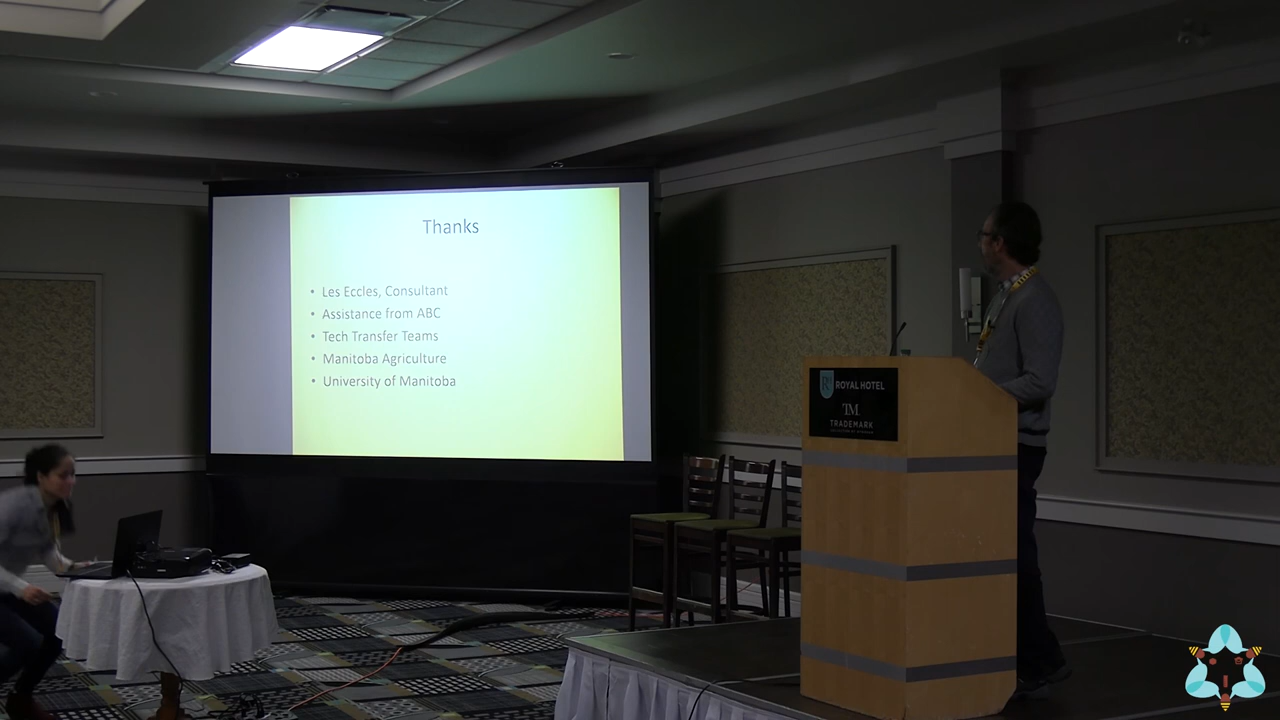 Thanks
• Les Eccles, Consultant
• Assistance from ABC
• Tech Transfer Teams
• Manitoba Agriculture
• University of Manitoba
R ROYAL HOTEL
TM
TRADEMARK